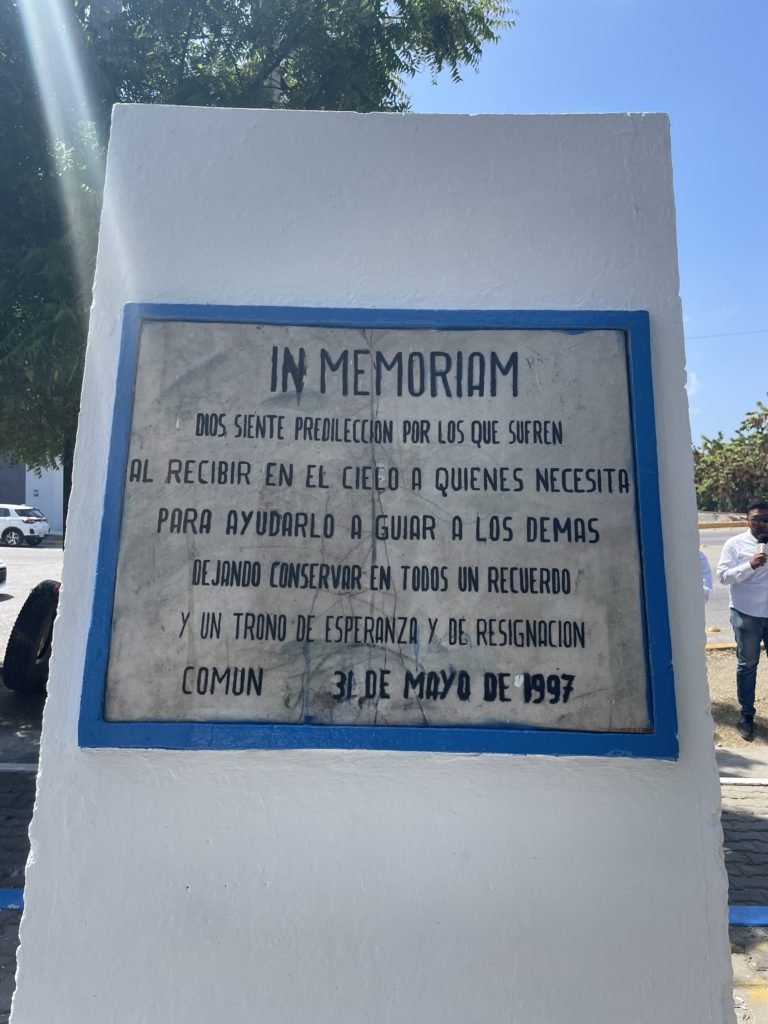 IN MEMORIAM
DIOS SIENTE PREDILECCION POR LOS QUE SUFREN
AL RECIBIR EN EL CIELO A QUIENES NECESITA
PARA AYUDARLO A GUIAR A LOS DEMAS
DEJANDO CONSERVAR EN TODOS UN RECUERDO
Y UN TRONO DE ESPERANZA Y DE RESIGNACION
COMUN 31 DE MAYO DE 1997